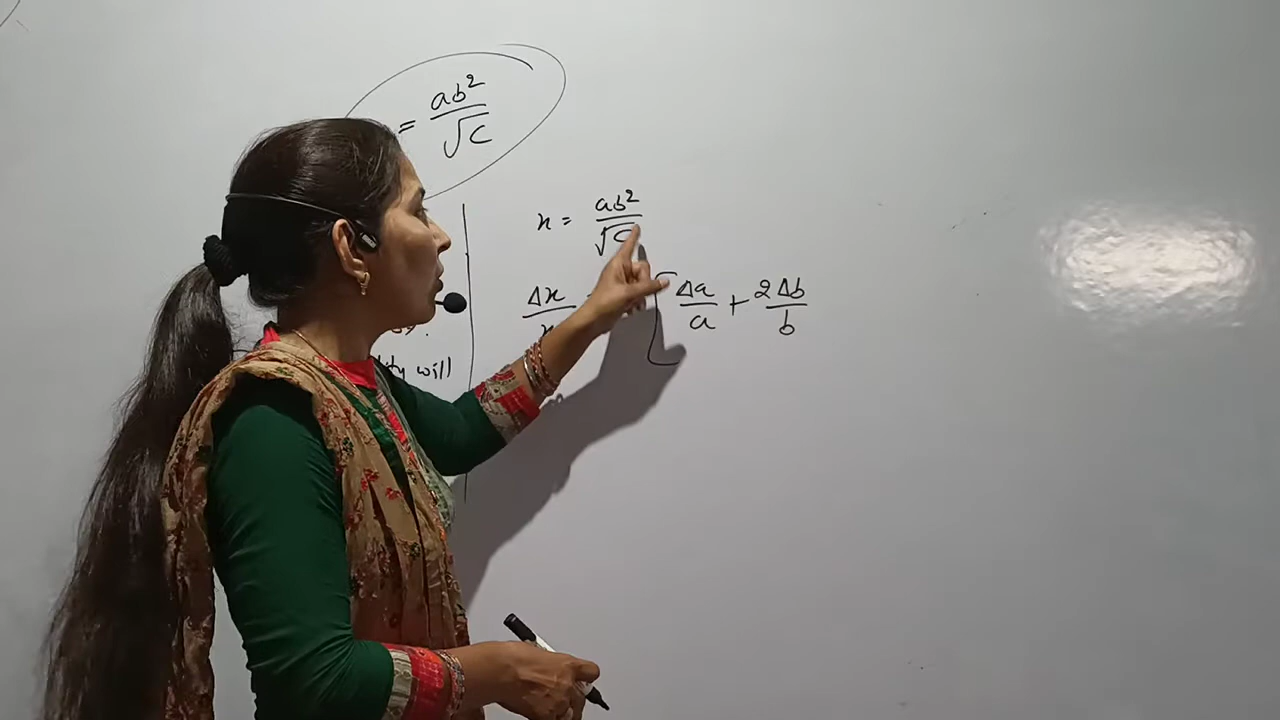 = ab²/√c
x = ab²/√c
Δx/x [Δa/a + 2Δb/b
will